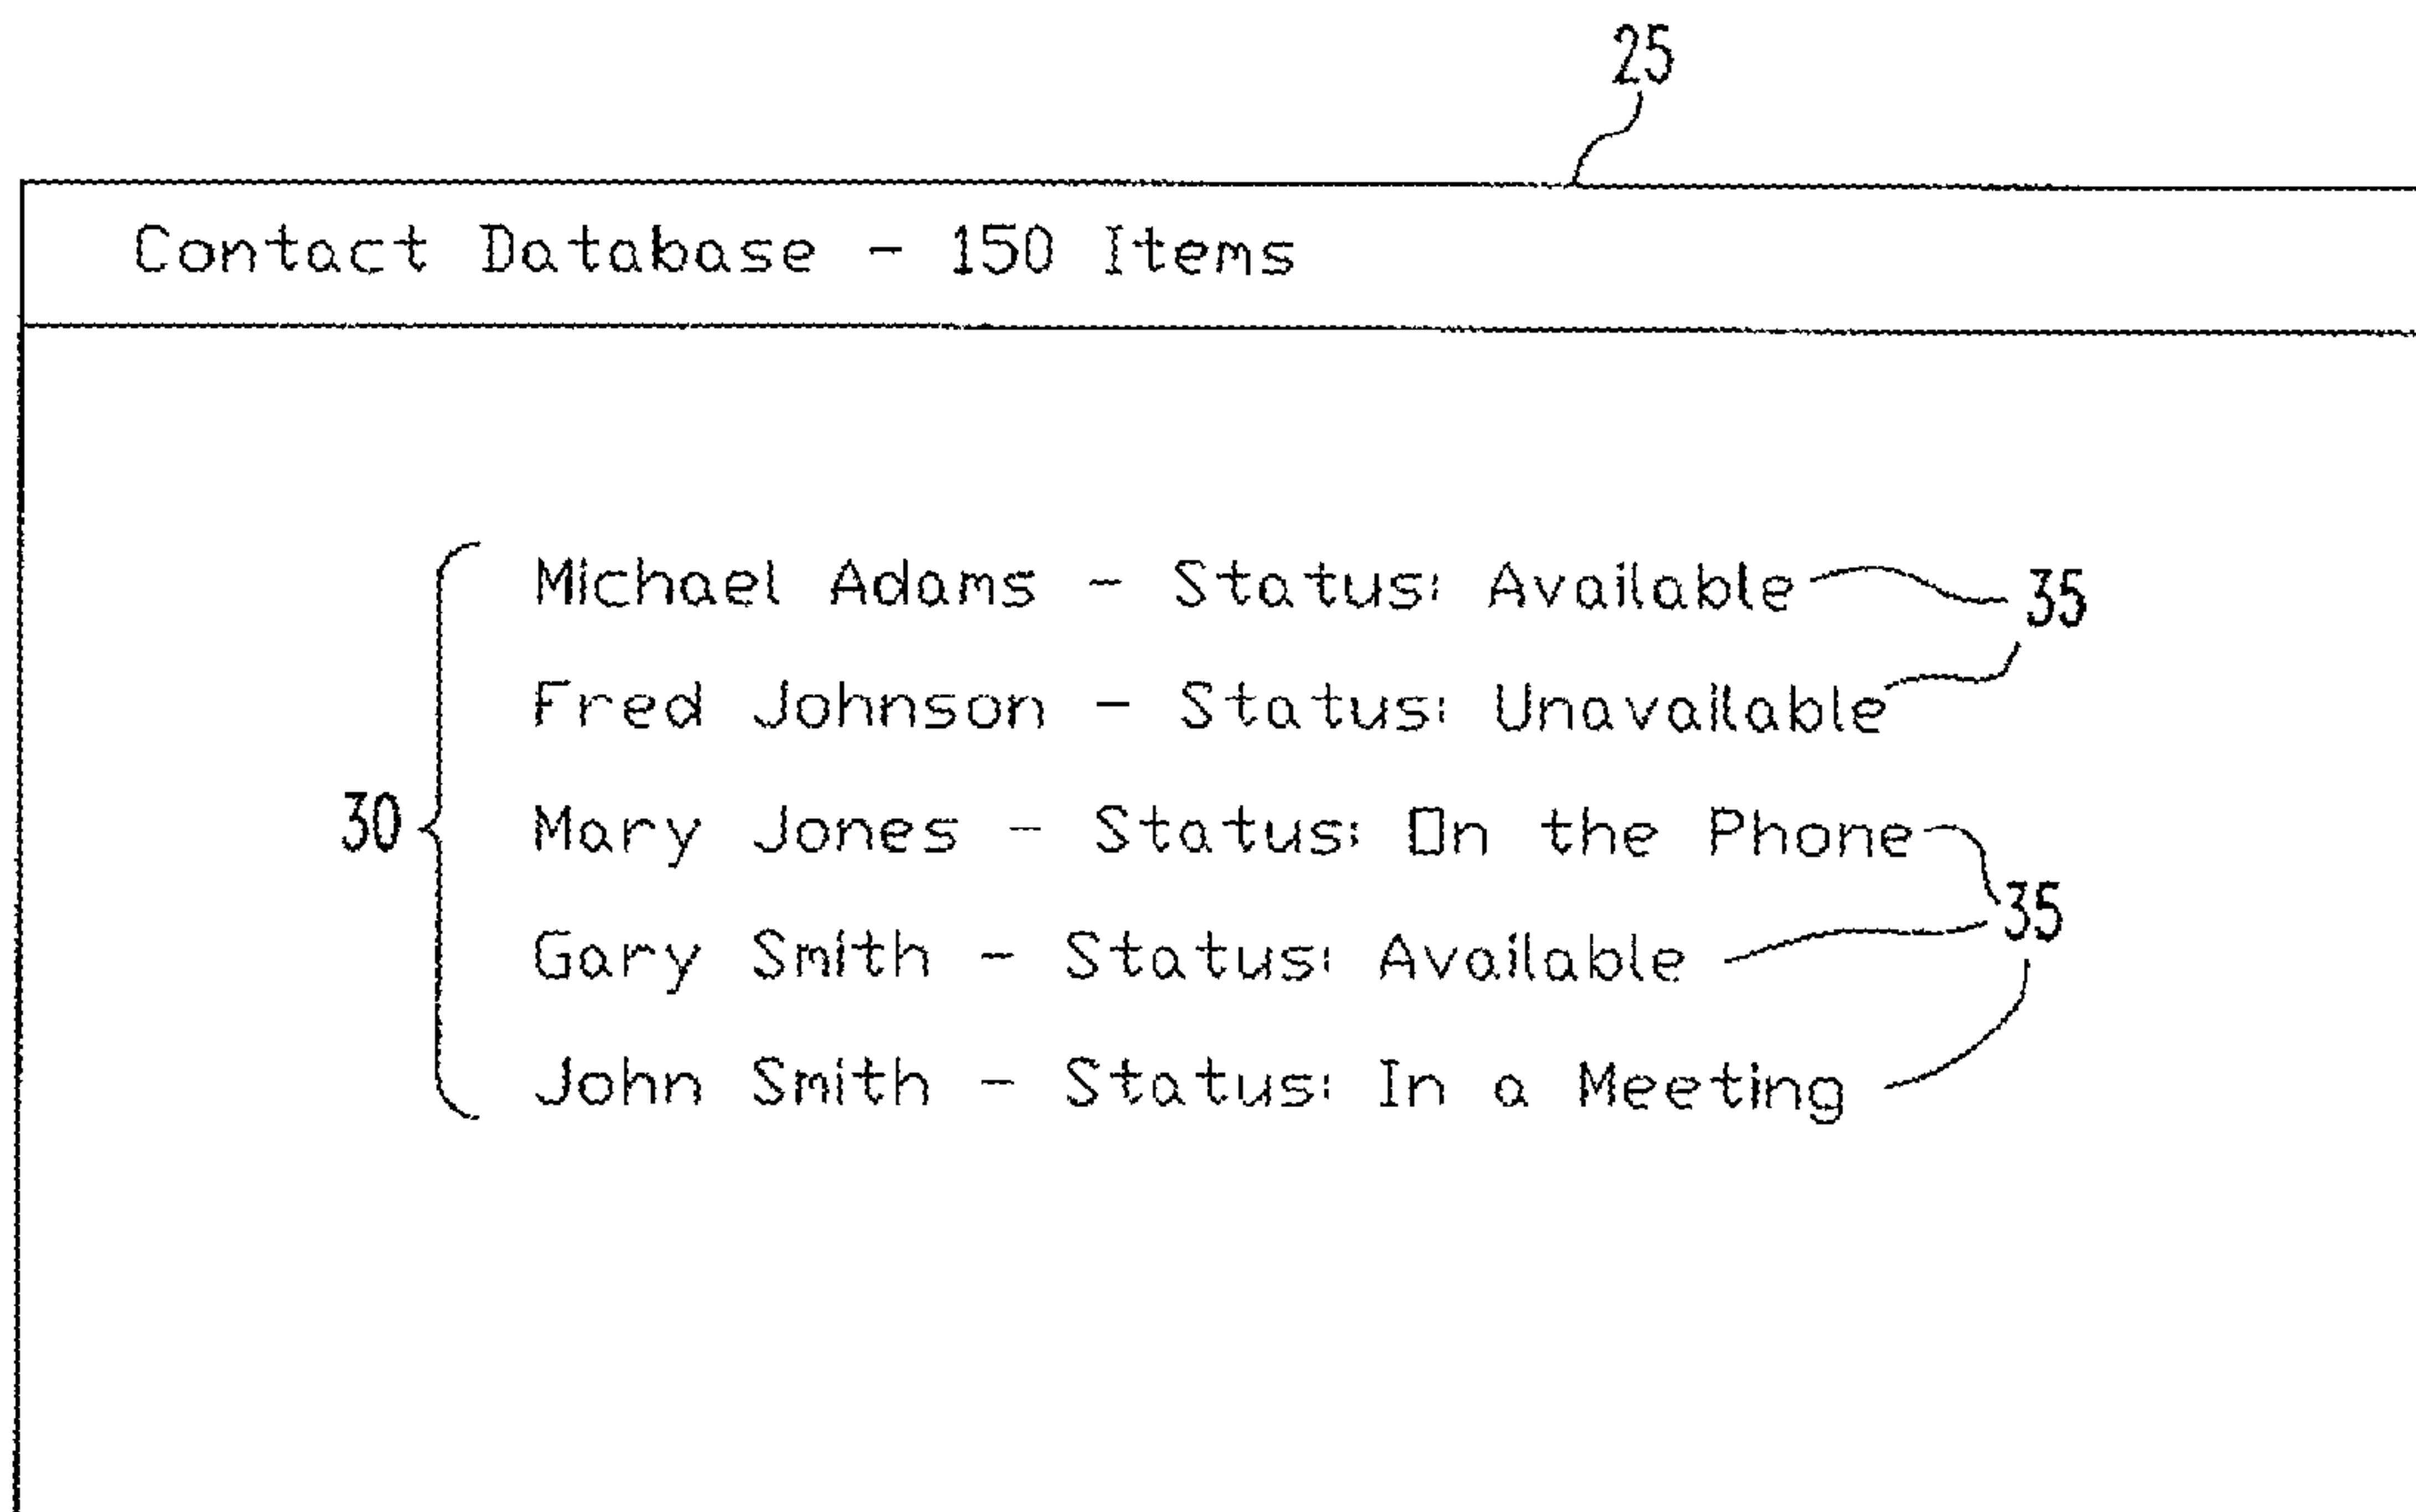 25
Contact Database - 150 Items
Michael Adams - Status: Available 35
Fred Johnson - Status: Unavailable
30 Mary Jones - Status: On the Phone
Gary Smith - Status: Available 35
John Smith - Status: In a Meeting